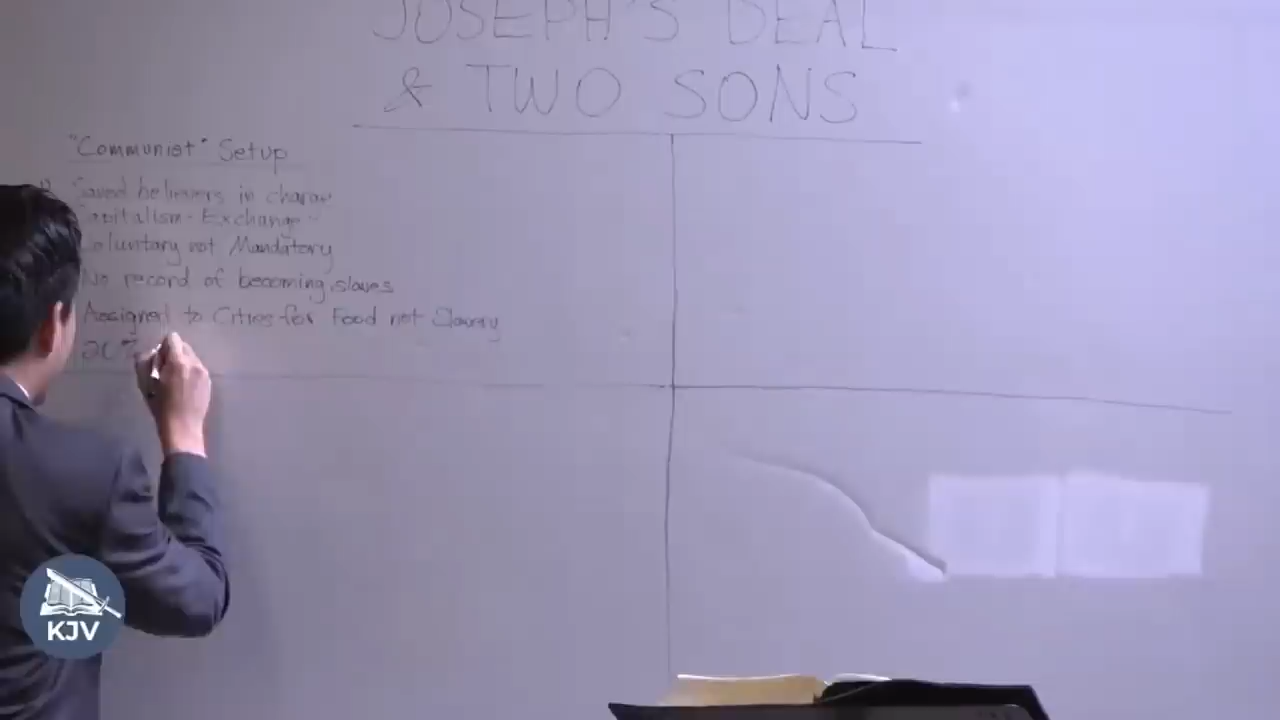 JOSEPH'S DEAL
& TWO SONS
"Communist" Setup
Saved believers in charge
Capitalism - Exchange
Voluntary not Mandatory
No record of becoming slaves
Assigned to Cities for Food not Slavery
20%
KJV